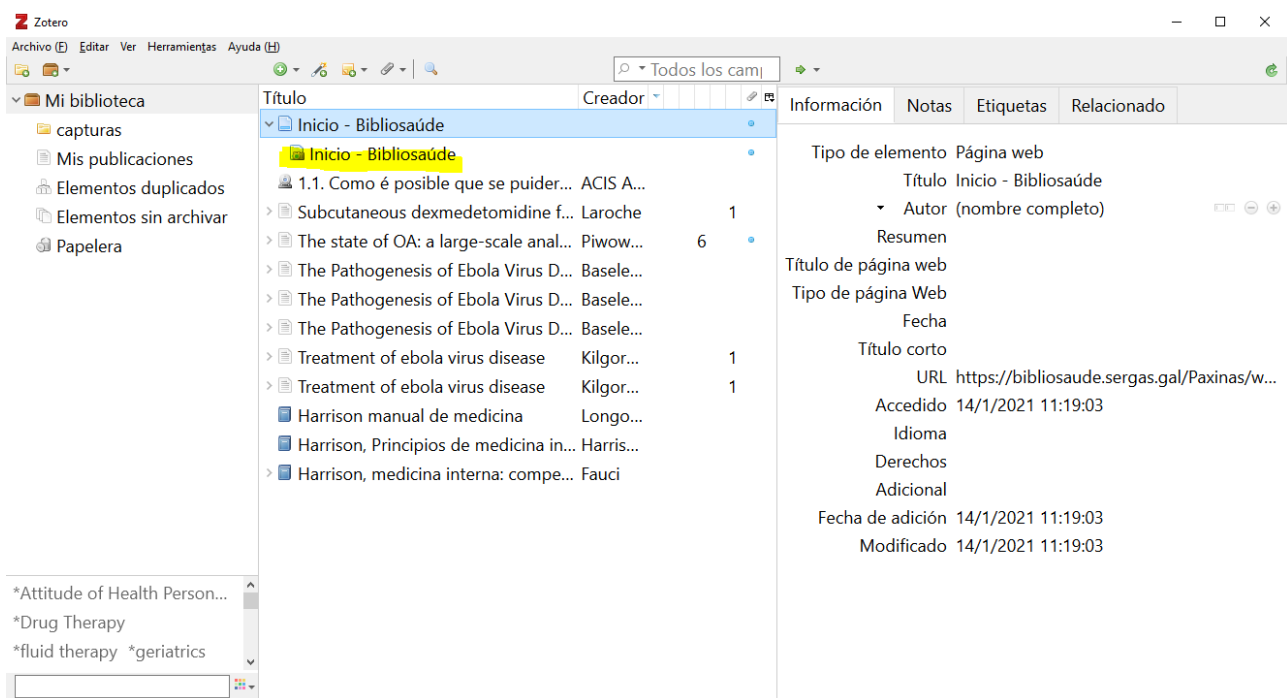 Zotero
Archivo (F) Editar Ver Herramientas Ayuda (H)
Todos los cam
Mi biblioteca
capturas
Mis publicaciones
Elementos duplicados
Elementos sin archivar
Papelera
*Attitude of Health Person...
*Drug Therapy
*fluid therapy *geriatrics
Título Creador
Inicio - Bibliosaúde
Inicio - Bibliosaúde
1.1. Como é posible que se puider... ACIS A...
Subcutaneous dexmedetomidine f... Laroche 1
The state of OA: a large-scale anal... Piwow... 6
The Pathogenesis of Ebola Virus D... Basele...
The Pathogenesis of Ebola Virus D... Basele...
The Pathogenesis of Ebola Virus D... Basele...
Treatment of ebola virus disease Kilgor... 1
Treatment of ebola virus disease Kilgor... 1
Harrison manual de medicina Longo...
Harrison, Principios de medicina in... Harris...
Harrison, medicina interna: compe... Fauci
Información Notas Etiquetas Relacionado
Tipo de elemento Página web
Título Inicio - Bibliosaúde
Autor (nombre completo)
Resumen
Título de página web
Tipo de página Web
Fecha
Título corto
URL https://bibliosaude.sergas.gal/Paxinas/w...
Accedido 14/1/2021 11:19:03
Idioma
Derechos
Adicional
Fecha de adición 14/1/2021 11:19:03
Modificado 14/1/2021 11:19:03